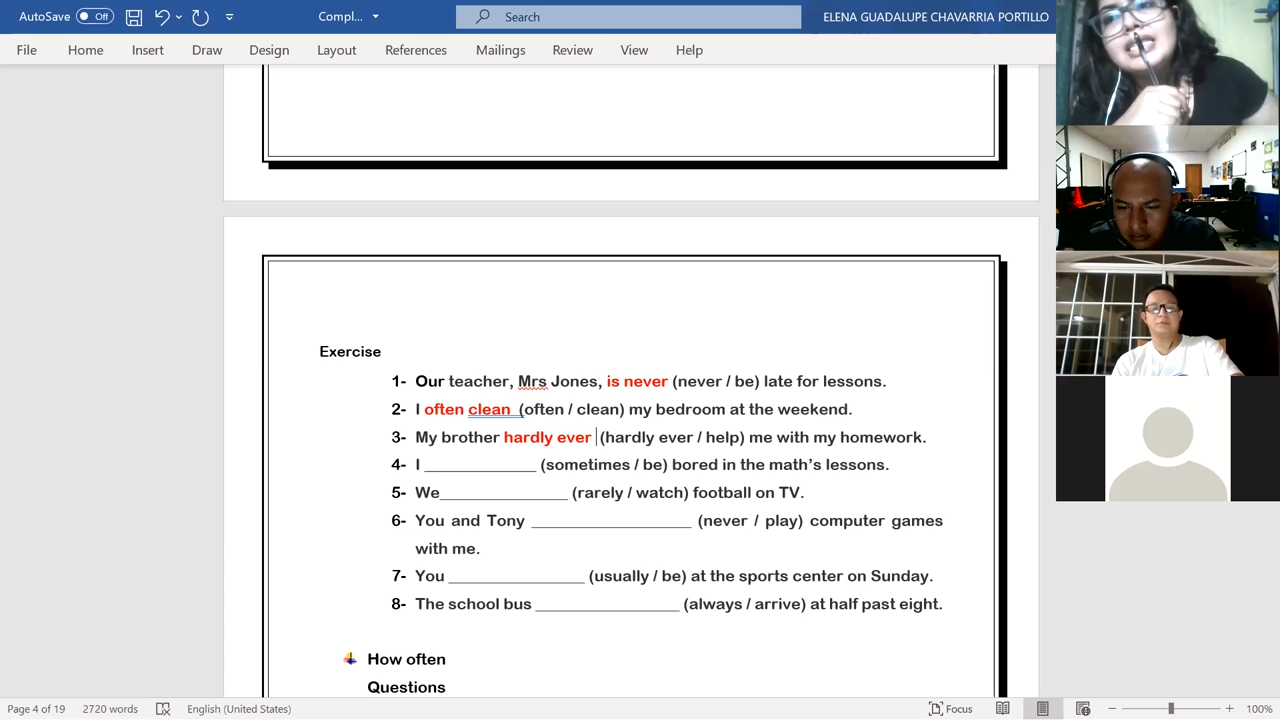 AutoSave Off Compl... Search ELENA GUADALUPE CHAVARRIA PORTILLO
File Home Insert Draw Design Layout References Mailings Review View Help
Exercise
1- Our teacher, Mrs Jones, is never (never / be) late for lessons.
2- I often clean (often / clean) my bedroom at the weekend.
3- My brother hardly ever (hardly ever / help) me with my homework.
4- I _____________ (sometimes / be) bored in the math's lessons.
5- We_______________ (rarely / watch) football on TV.
6- You and Tony ___________________ (never / play) computer games
with me.
7- You ________________ (usually / be) at the sports center on Sunday.
8- The school bus _________________ (always / arrive) at half past eight.
How often
Questions
Page 4 of 19 2720 words English (United States) Focus 100%